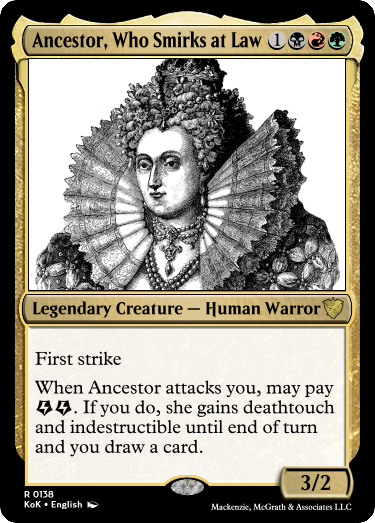 Ancestor, Who Smirks at Law 1
Legendary Creature — Human Warror
First strike
When Ancestor attacks you, may pay
. If you do, she gains deathtouch
and indestructible until end of turn
and you draw a card.
3/2
R 0138
KoK • English
Mackenzie, McGrath & Associates LLC